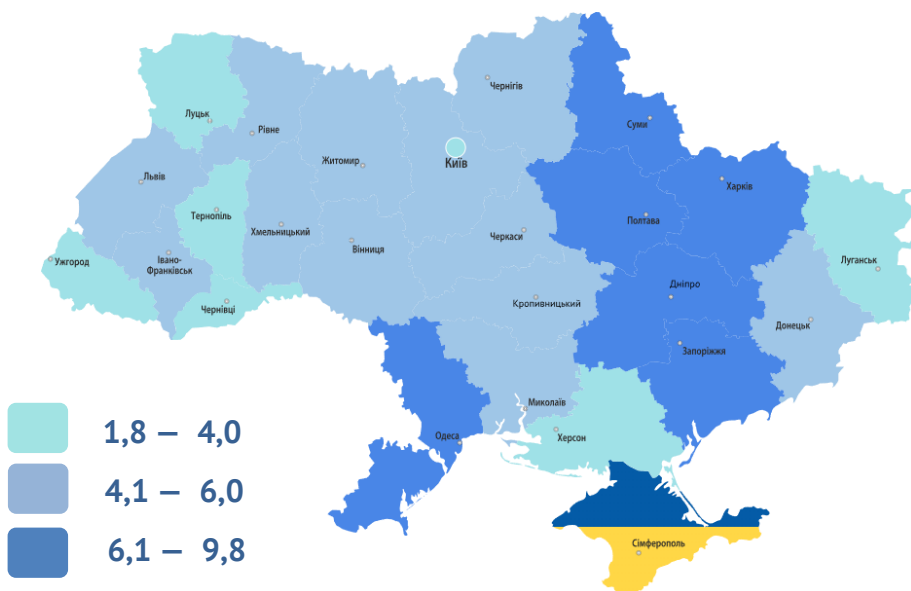 Чернігів
Луцьк
Суми
Рівне
Київ
Житомир
Львів
Харків
Тернопіль
Полтава
Хмельницький
Черкаси
Вінниця
Ужгород
Івано-
Франківськ
Луганськ
Дніпро
Чернівці
Кропивницький
Донецьк
Запоріжжя
Миколаїв
Херсон
Одеса
Сімферополь
1,8 — 4,0
4,1 — 6,0
6,1 — 9,8